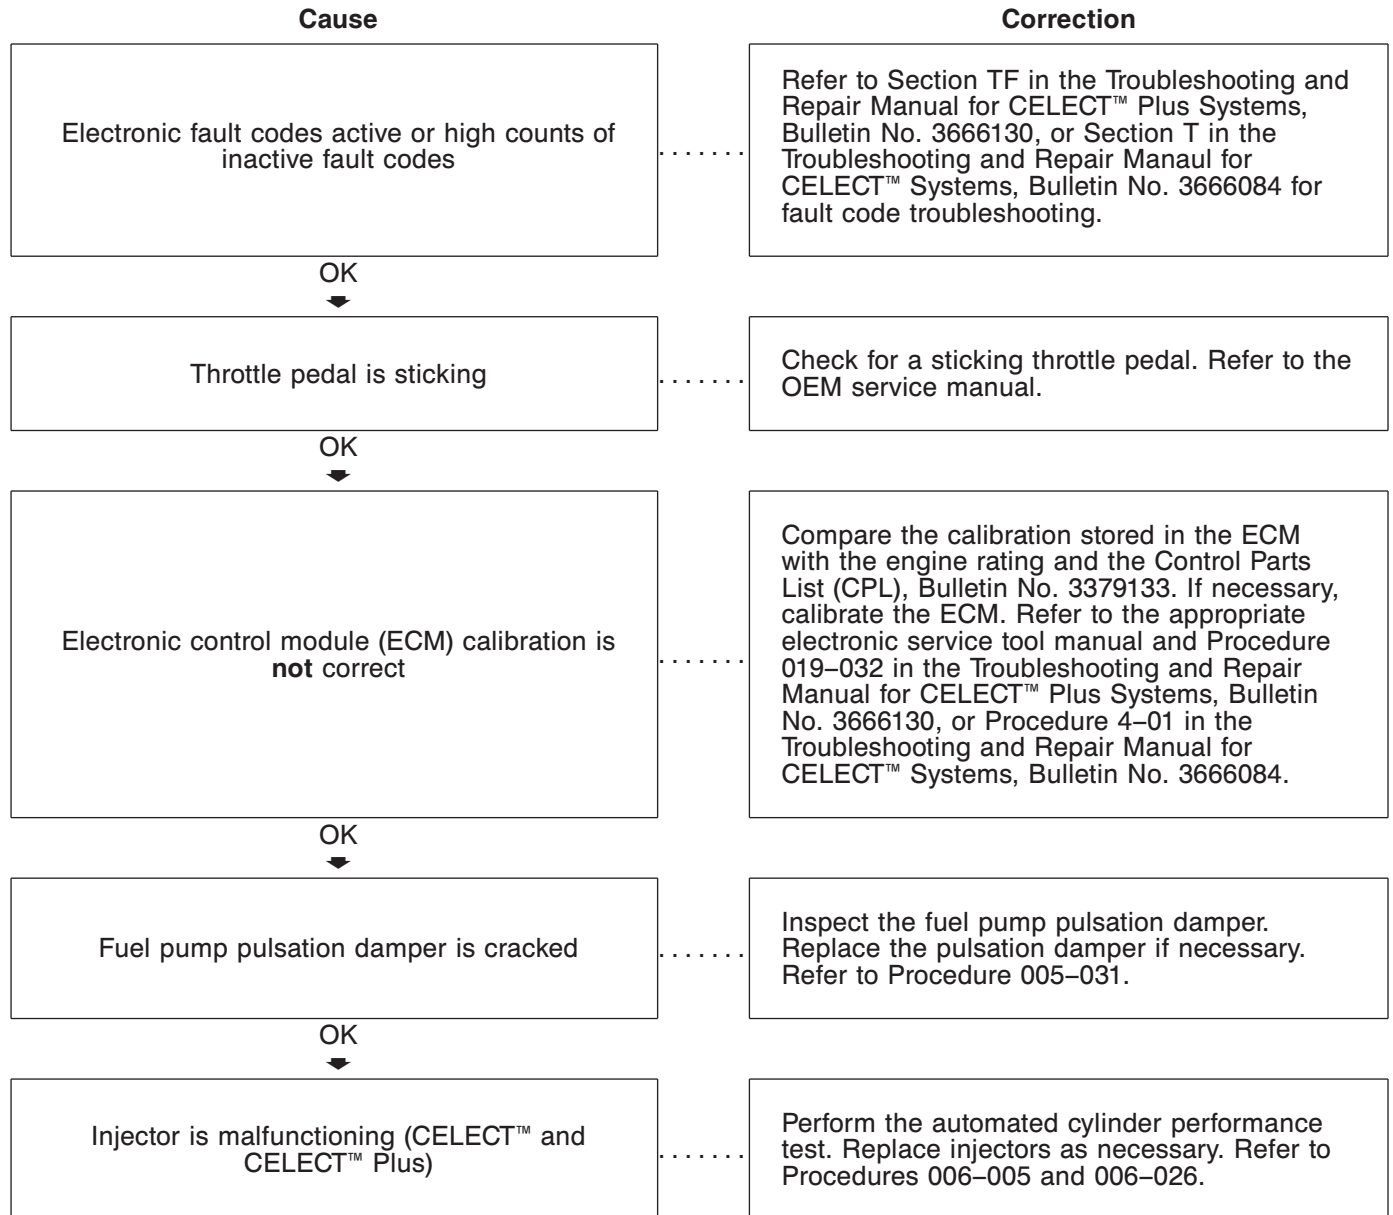 Cause
Correction
Electronic fault codes active or high counts of
inactive fault codes
. . . . . . .
Refer to Section TF in the Troubleshooting and
Repair Manual for CELECT™ Plus Systems,
Bulletin No. 3666130, or Section T in the
Troubleshooting and Repair Manaul for
CELECT™ Systems, Bulletin No. 3666084 for
fault code troubleshooting.
OK
Throttle pedal is sticking
. . . . . . .
Check for a sticking throttle pedal. Refer to the
OEM service manual.
OK
Electronic control module (ECM) calibration is
not correct
. . . . . . .
Compare the calibration stored in the ECM
with the engine rating and the Control Parts
List (CPL), Bulletin No. 3379133. If necessary,
calibrate the ECM. Refer to the appropriate
electronic service tool manual and Procedure
019–032 in the Troubleshooting and Repair
Manual for CELECT™ Plus Systems, Bulletin
No. 3666130, or Procedure 4–01 in the
Troubleshooting and Repair Manual for
CELECT™ Systems, Bulletin No. 3666084.
OK
Fuel pump pulsation damper is cracked
. . . . . . .
Inspect the fuel pump pulsation damper.
Replace the pulsation damper if necessary.
Refer to Procedure 005–031.
OK
Injector is malfunctioning (CELECT™ and
CELECT™ Plus)
. . . . . . .
Perform the automated cylinder performance
test. Replace injectors as necessary. Refer to
Procedures 006–005 and 006–026.